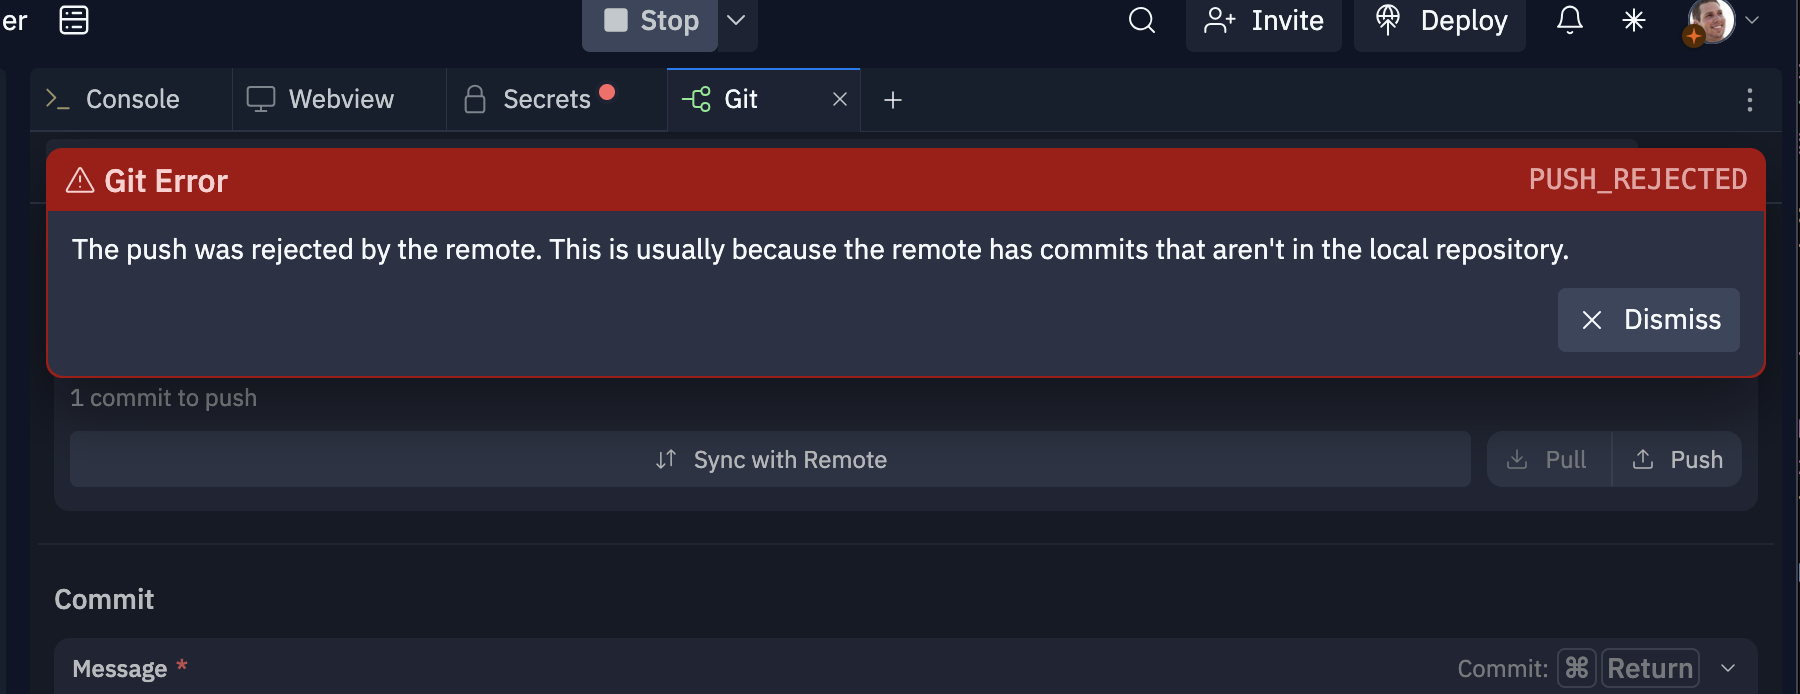 er
Stop
Invite
Deploy
Console
Webview
Secrets
Git
Git Error
PUSH_REJECTED
The push was rejected by the remote. This is usually because the remote has commits that aren't in the local repository.
Dismiss
1 commit to push
Sync with Remote
Pull
Push
Commit
Message *
Commit: ⌘ Return